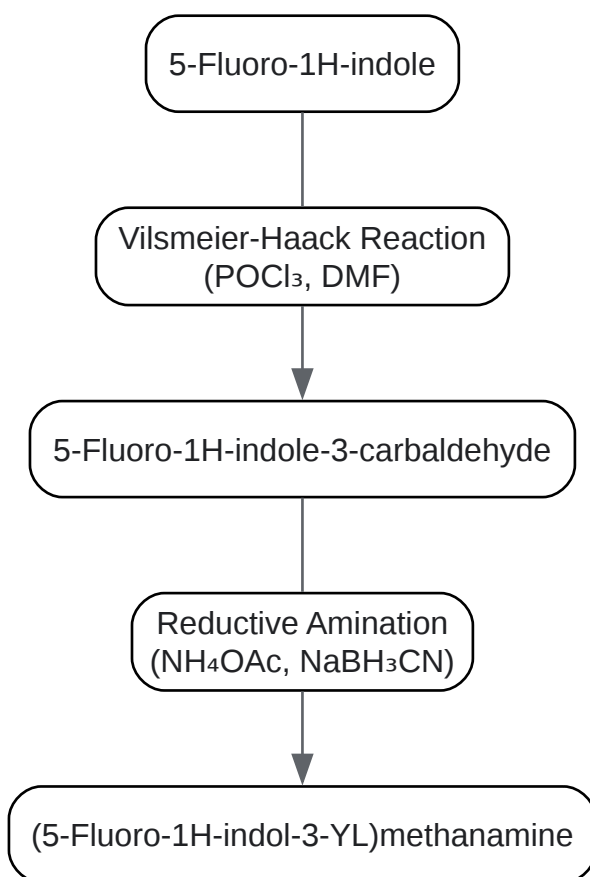 5-Fluoro-1H-indole
Vilsmeier-Haack Reaction
(POCl₃, DMF)
5-Fluoro-1H-indole-3-carbaldehyde
Reductive Amination
(NH₄OAc, NaBH₃CN)
(5-Fluoro-1H-indol-3-YL)methanamine